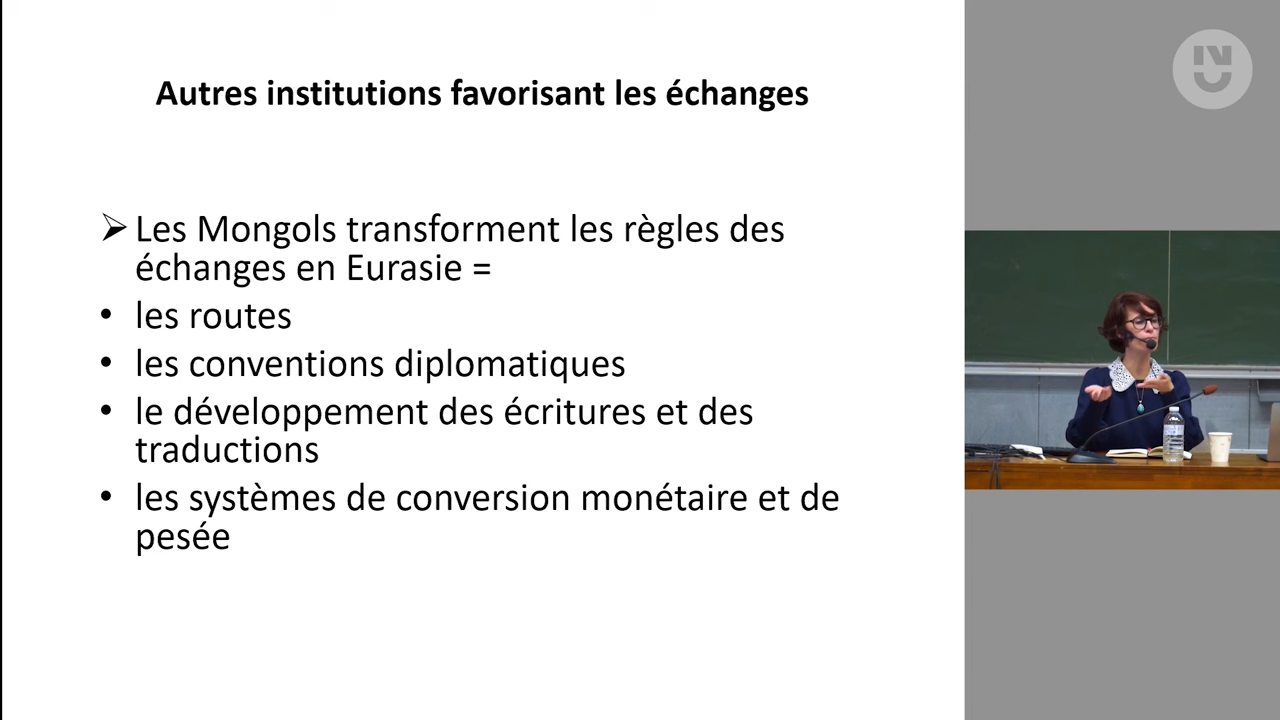 Autres institutions favorisant les échanges
➢ Les Mongols transforment les règles des
échanges en Eurasie =
• les routes
• les conventions diplomatiques
• le développement des écritures et des
traductions
• les systèmes de conversion monétaire et de
pesée